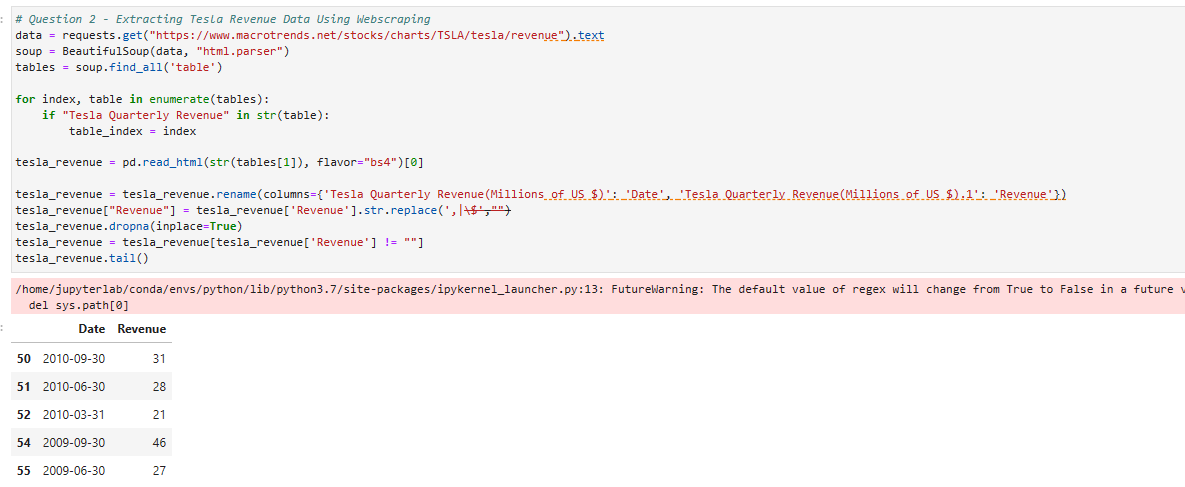 # Question 2 - Extracting Tesla Revenue Data Using Webscraping
data = requests.get("https://www.macrotrends.net/stocks/charts/TSLA/tesla/revenue").text
soup = BeautifulSoup(data, "html.parser")
tables = soup.find_all('table')
for index, table in enumerate(tables):
    if "Tesla Quarterly Revenue" in str(table):
        table_index = index
tesla_revenue = pd.read_html(str(tables[1]), flavor="bs4")[0]
tesla_revenue = tesla_revenue.rename(columns={'Tesla Quarterly Revenue(Millions of US $)': 'Date', 'Tesla Quarterly Revenue(Millions of US $).1': 'Revenue'})
tesla_revenue["Revenue"] = tesla_revenue['Revenue'].str.replace(',|\$',"")
tesla_revenue.dropna(inplace=True)
tesla_revenue = tesla_revenue[tesla_revenue['Revenue'] != ""]
tesla_revenue.tail()
/home/jupyterlab/conda/envs/python/lib/python3.7/site-packages/ipykernel_launcher.py:13: FutureWarning: The default value of regex will change from True to False in a future
  del sys.path[0]
Date Revenue
50 2010-09-30 31
51 2010-06-30 28
52 2010-03-31 21
54 2009-09-30 46
55 2009-06-30 27